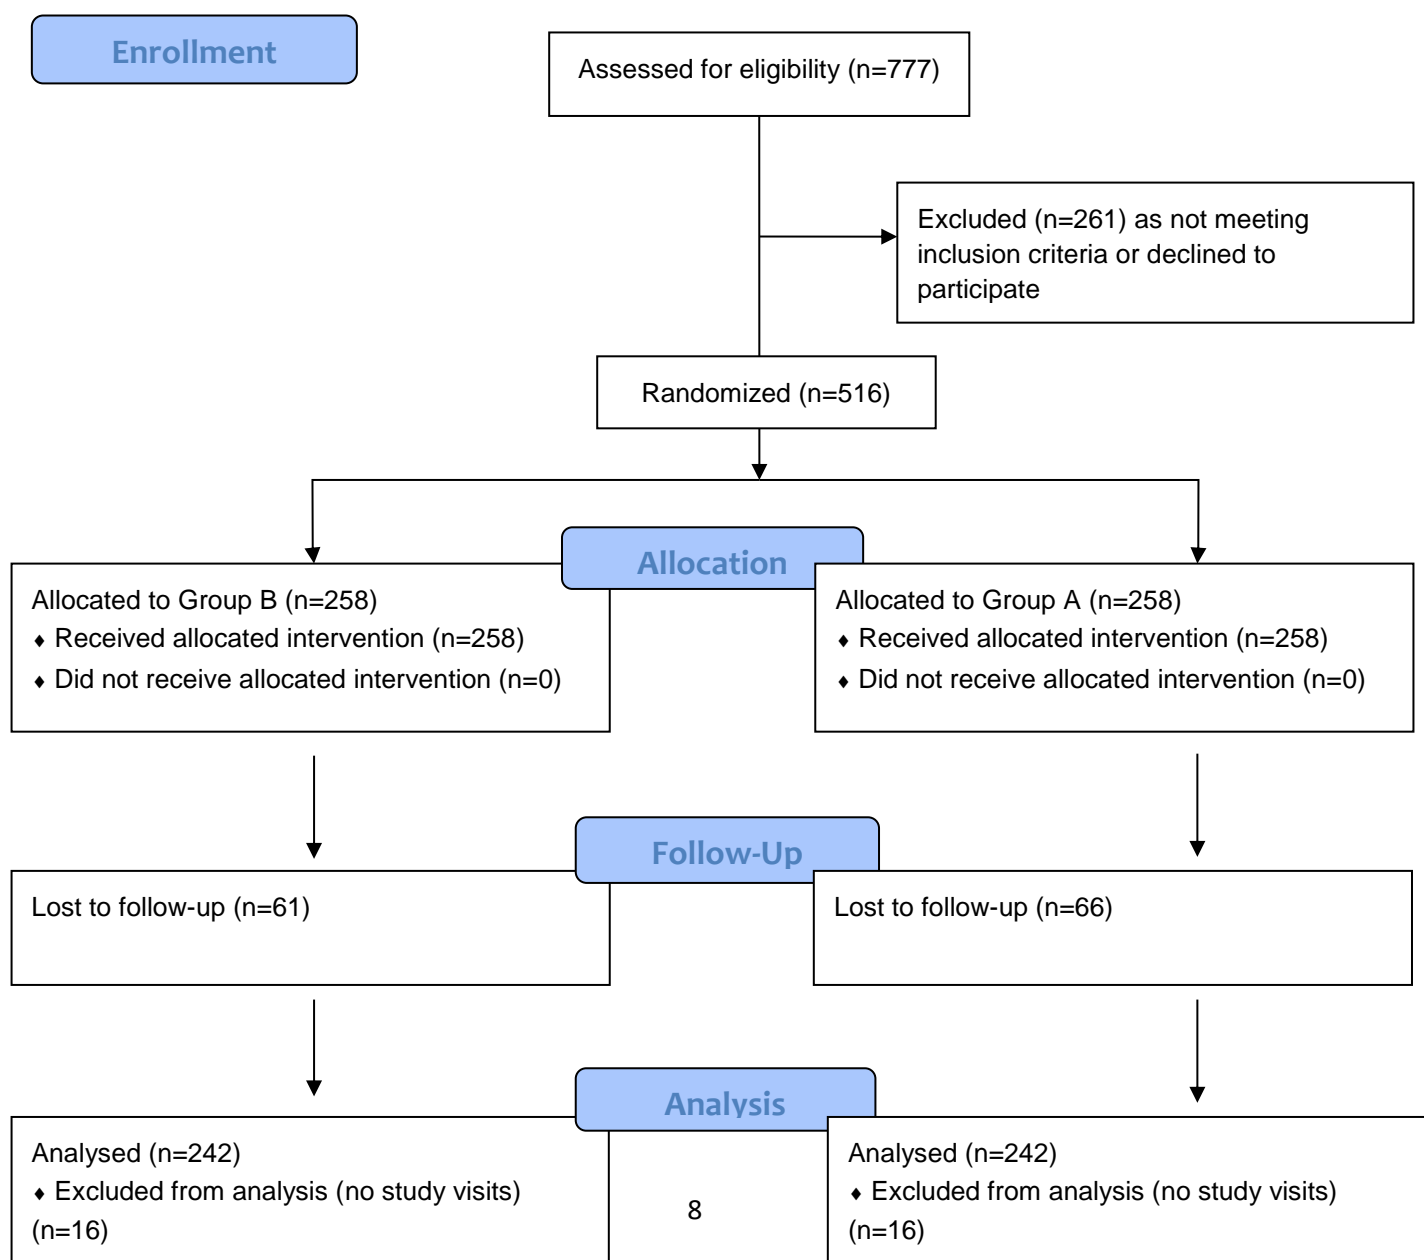 Enrollment
Assessed for eligibility (n=777)
Excluded (n=261) as not meeting
inclusion criteria or declined to
participate
Randomized (n=516)
Allocation
Allocated to Group B (n=258)
♦ Received allocated intervention (n=258)
♦ Did not receive allocated intervention (n=0)
Allocated to Group A (n=258)
♦ Received allocated intervention (n=258)
♦ Did not receive allocated intervention (n=0)
Follow-Up
Lost to follow-up (n=61)
Lost to follow-up (n=66)
Analysis
Analysed (n=242)
♦ Excluded from analysis (no study visits)
(n=16)
Analysed (n=242)
♦ Excluded from analysis (no study visits)
(n=16)
8